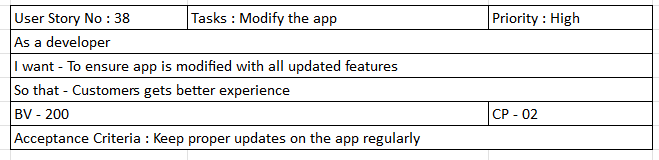 User Story No : 38 Tasks : Modify the app Priority : High
As a developer
I want - To ensure app is modified with all updated features
So that - Customers gets better experience
BV - 200 CP - 02
Acceptance Criteria : Keep proper updates on the app regularly